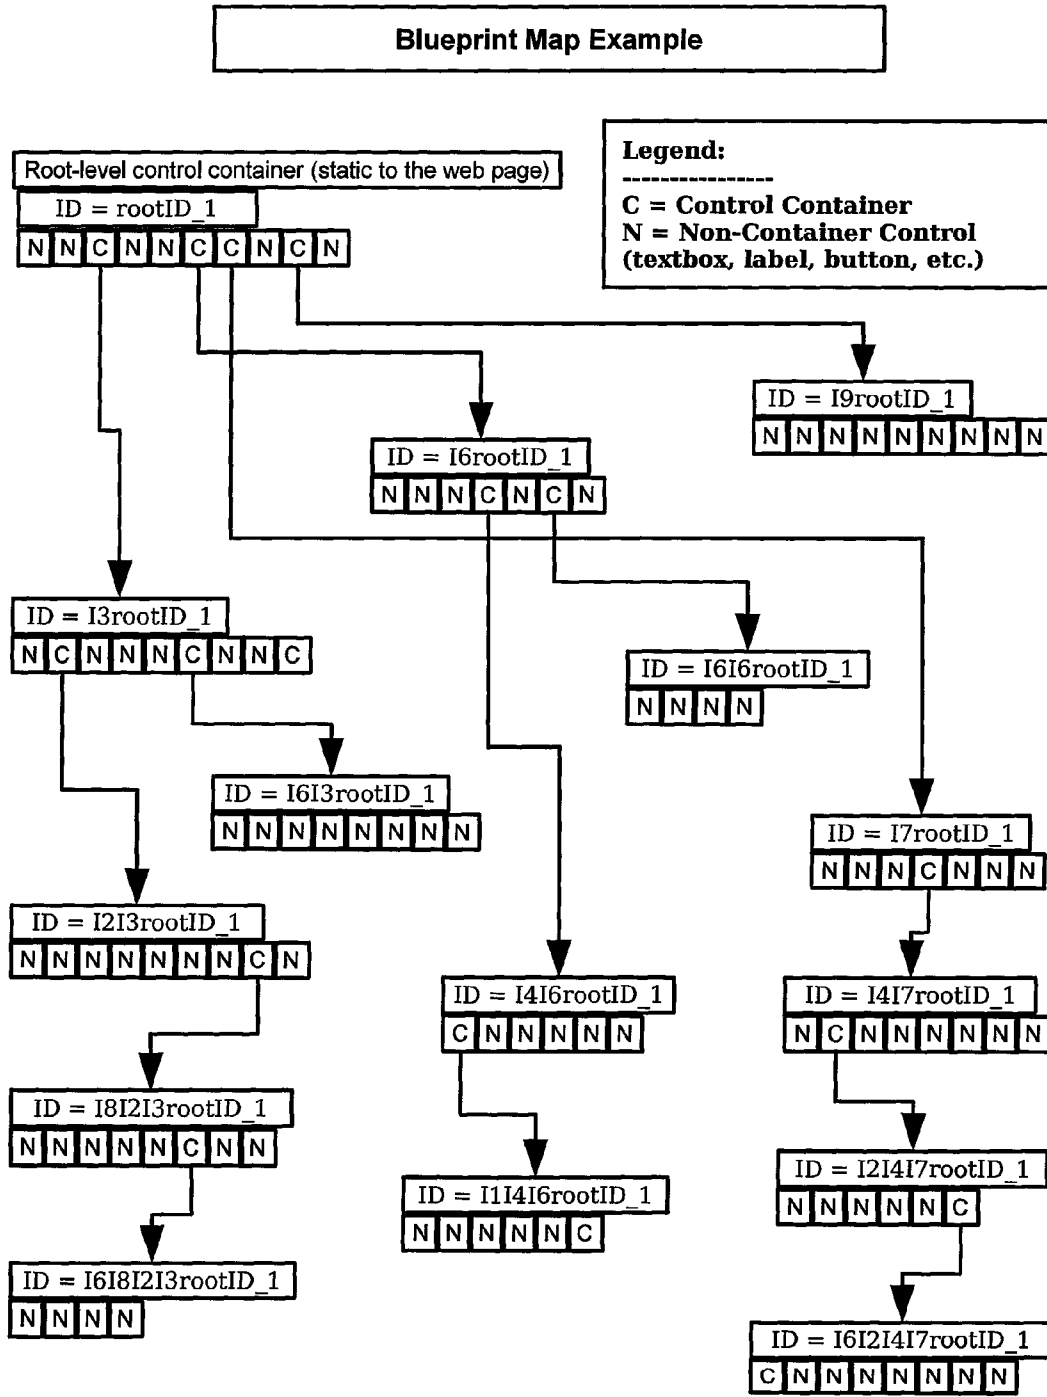 Blueprint Map Example
Legend:
----------------
C = Control Container
N = Non-Container Control
(textbox, label, button, etc.)
Root-level control container (static to the web page)
ID = rootID_1
N N C N N C C N C N
ID = I9rootID_1
N N N N N N N N N
ID = I6rootID_1
N N N C N C N
ID = I3rootID_1
N C N N N C N N C
ID = I6I6rootID_1
N N N N
ID = I6I3rootID_1
N N N N N N N N
ID = I7rootID_1
N N N C N N N
ID = I2I3rootID_1
N N N N N N N C N
ID = I4I6rootID_1
C N N N N N
ID = I4I7rootID_1
N C N N N N N N
ID = I8I2I3rootID_1
N N N N N C N N
ID = I2I4I7rootID_1
N N N N N C
ID = I1I4I6rootID_1
N N N N N C
ID = I6I8I2I3rootID_1
N N N N
ID = I6I2I4I7rootID_1
C N N N N N N N